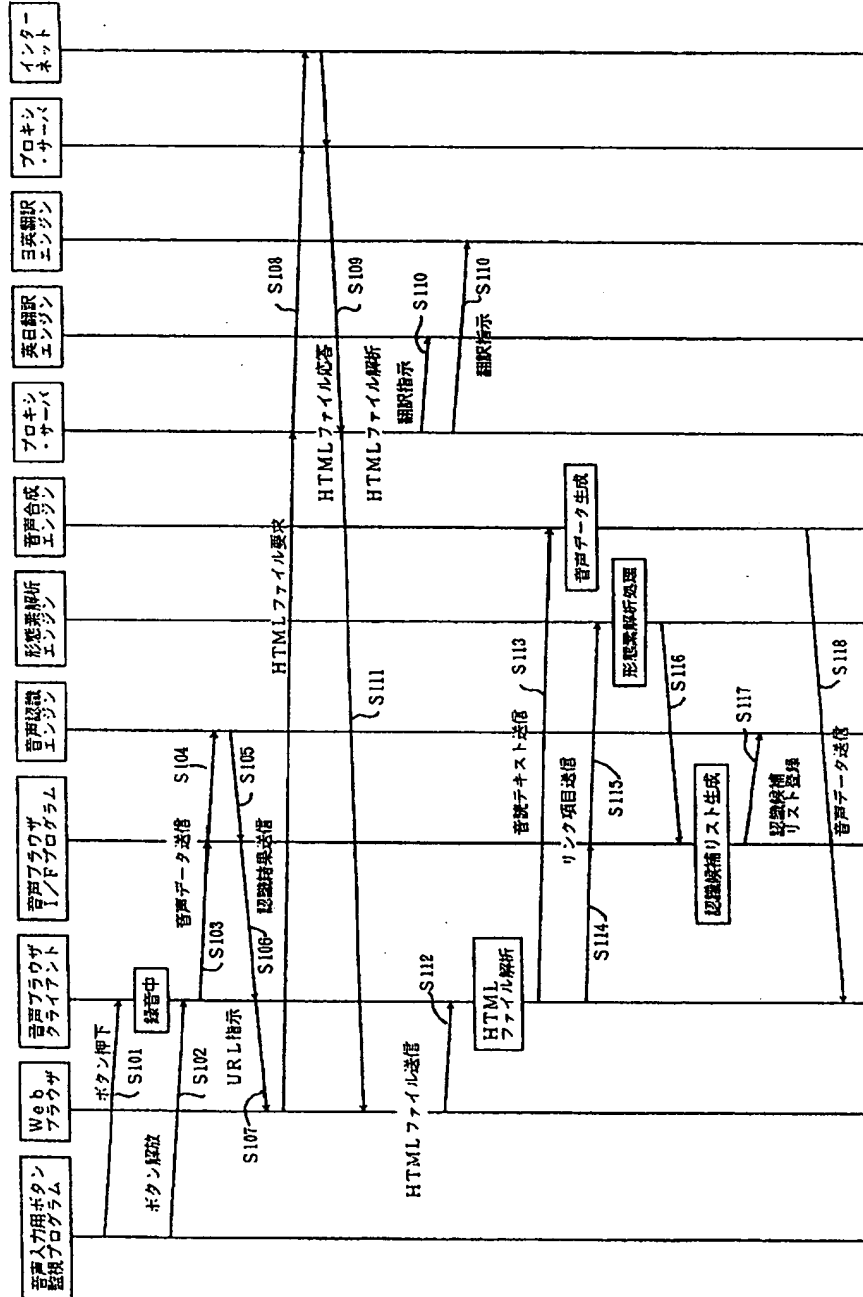 音声入力用ボタン
監視プログラム
Web
ブラウザ
音声ブラウザ
クライアント
音声ブラウザ
I/Fプログラム
音声認識
エンジン
形態素解析
エンジン
音声合成
エンジン
プロキシ
・サーバ
英日翻訳
エンジン
日英翻訳
エンジン
プロキシ
・サーバ
インター
ネット
ボタン押下
S101
録音中
ボタン解放
S102
音声データ送信
S103
S104
S105
認識結果送信
S106
URL指示
S107
HTMLファイル要求
S108
S109
HTMLファイル応答
HTMLファイル解析
翻訳指示
S110
翻訳指示
S110
S111
HTMLファイル送信
S112
HTML
ファイル解析
音読テキスト送信
S113
音声データ生成
リンク項目送信
S114
S115
形態素解析処理
S116
認識候補リスト生成
S117
認識候補
リスト登録
音声データ送信
S118